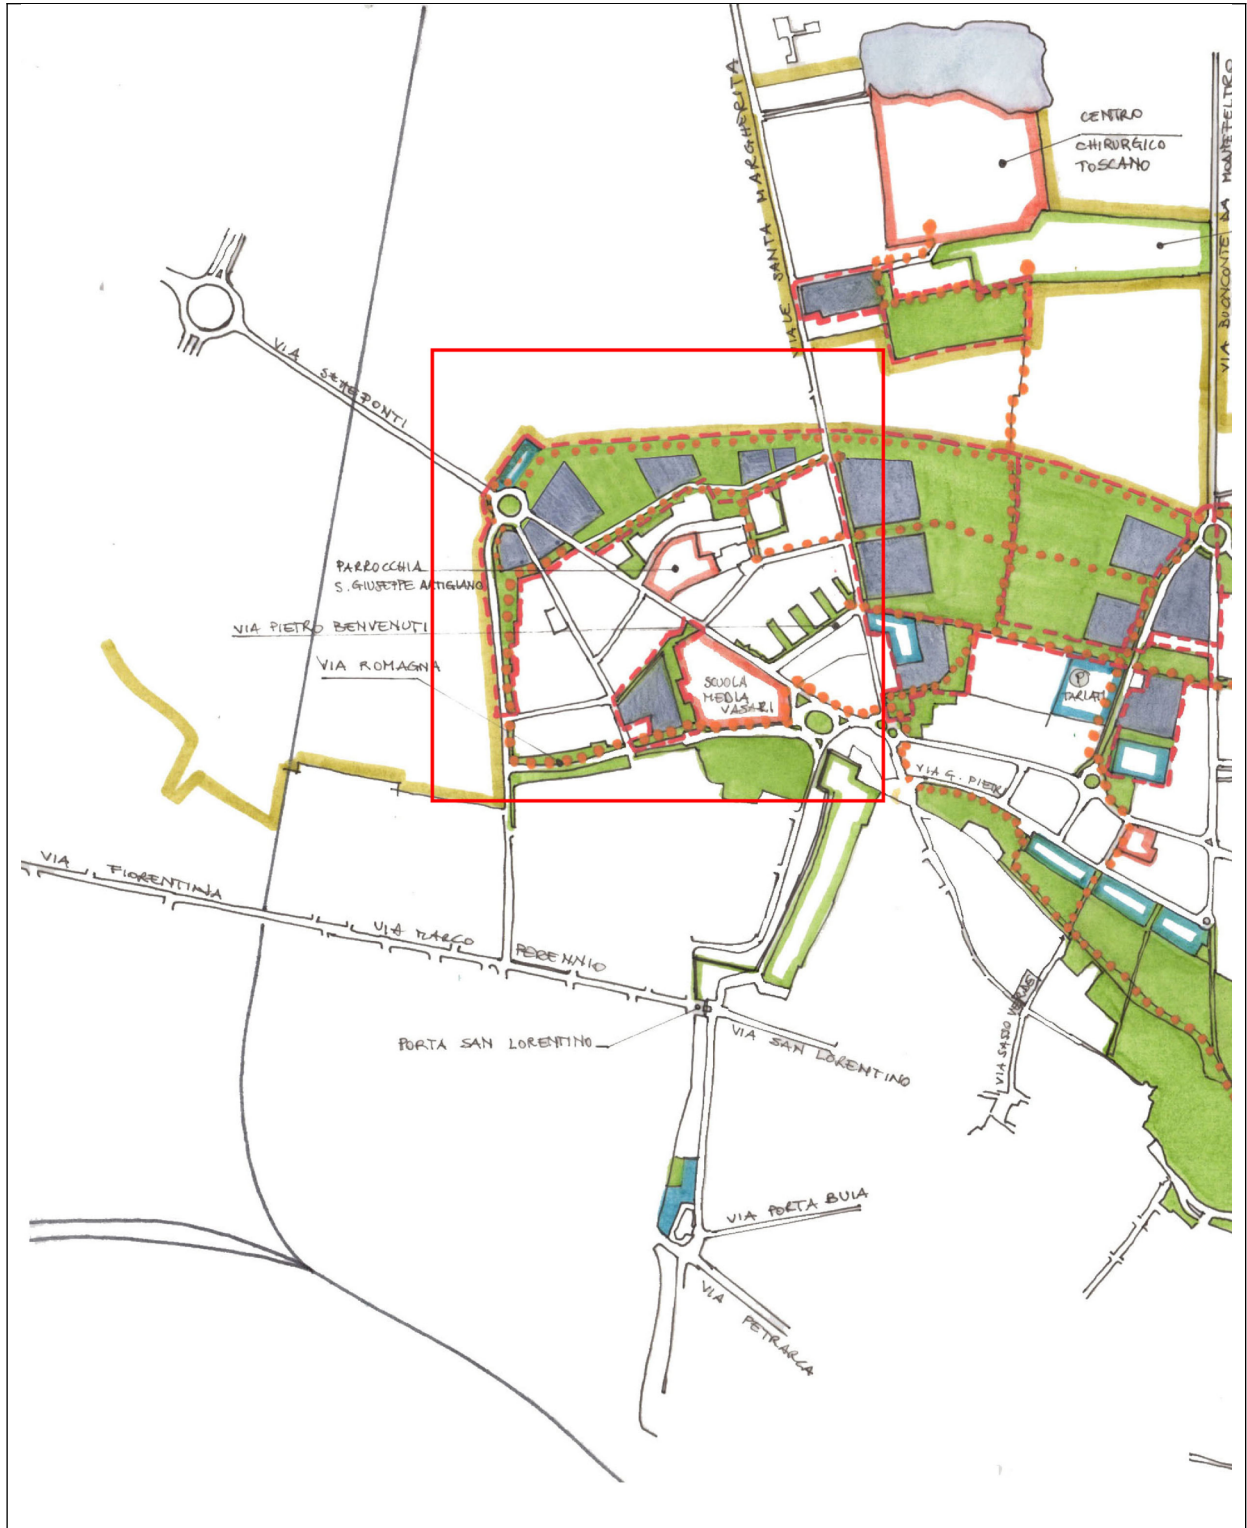 VIALE SANTA MARGHERITA
CENTRO
CHIRURGICO
TOSCANO
VIA BUONCONTE DA MONTEFELTRO
VIA
SETTEPONTI
PARROCCHIA
S. GIUSEPPE ARTIGIANO
VIA PIETRO BENVENUTI
VIA ROMAGNA
SCUOLA
MEDIA
VASARI
P
TARLATI
VIA G. PIETRI
VIA FIORENTINA
VIA MARCO PERENNIO
PORTA SAN LORENTINO
VIA SAN LORENTINO
VIA SASSO VERDE
VIA PORTA BUIA
VIA PETRARCA